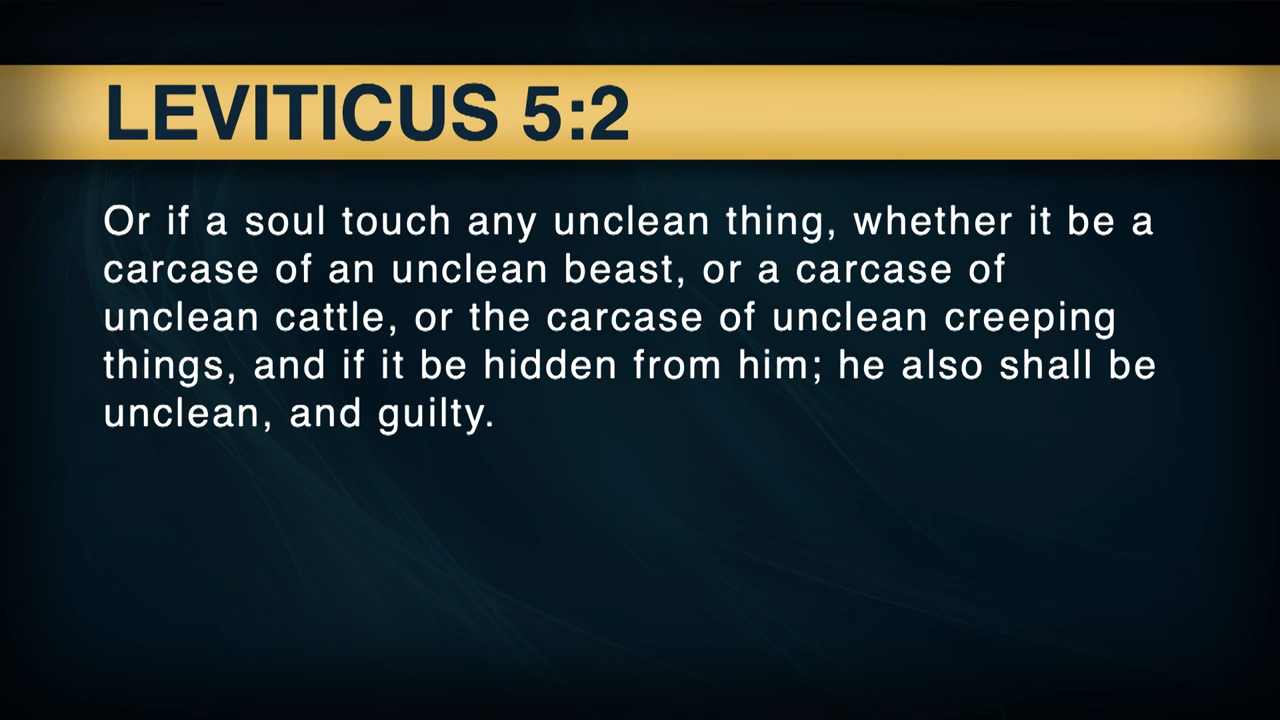 LEVITICUS 5:2
Or if a soul touch any unclean thing, whether it be a
carcase of an unclean beast, or a carcase of
unclean cattle, or the carcase of unclean creeping
things, and if it be hidden from him; he also shall be
unclean, and guilty.